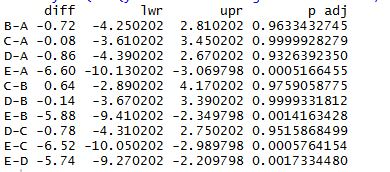 diff lwr upr p adj
B-A -0.72 -4.250202 2.810202 0.9633432745
C-A -0.08 -3.610202 3.450202 0.9999928279
D-A -0.86 -4.390202 2.670202 0.9326392350
E-A -6.60 -10.130202 -3.069798 0.0005166455
C-B 0.64 -2.890202 4.170202 0.9759058775
D-B -0.14 -3.670202 3.390202 0.9999331812
E-B -5.88 -9.410202 -2.349798 0.0014163428
D-C -0.78 -4.310202 2.750202 0.9515868499
E-C -6.52 -10.050202 -2.989798 0.0005764154
E-D -5.74 -9.270202 -2.209798 0.0017334480